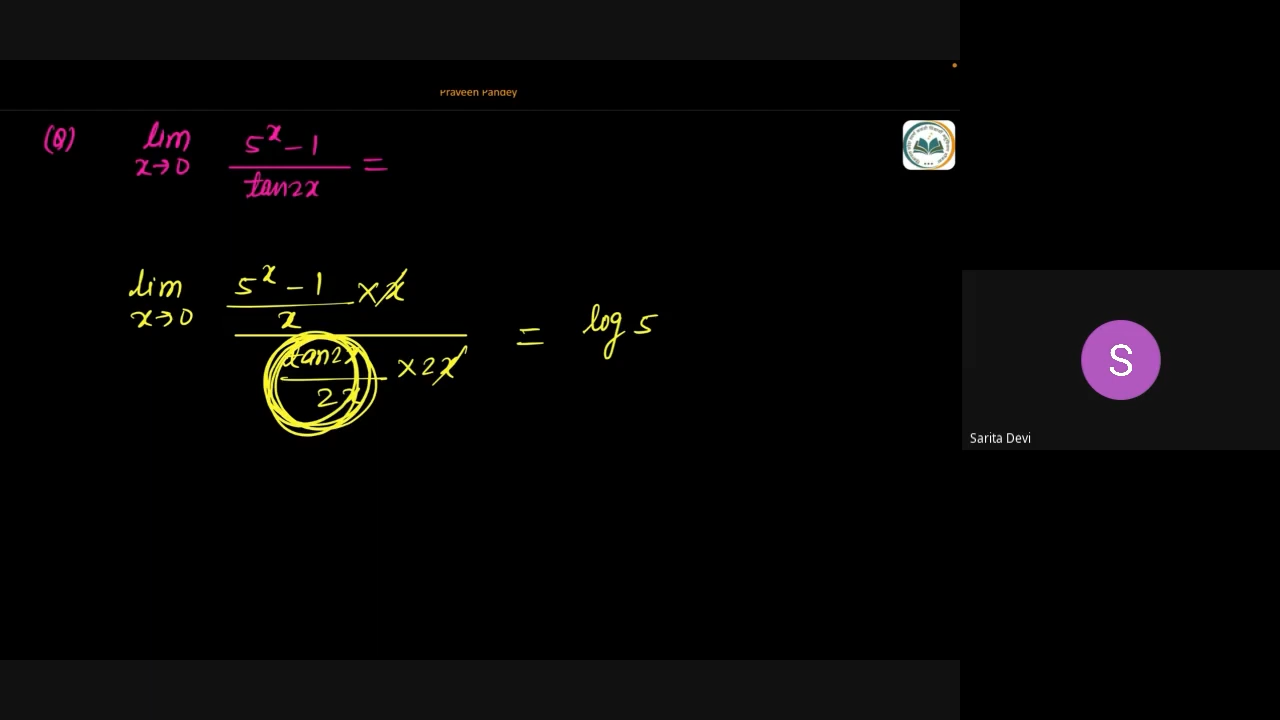 Praveen Pandey
(Q) lim x→0 (5^x - 1)/(tan2x) =
lim x→0 ((5^x - 1)/x × x)/((tan2x)/(2x) × 2x) = log 5
S
Sarita Devi